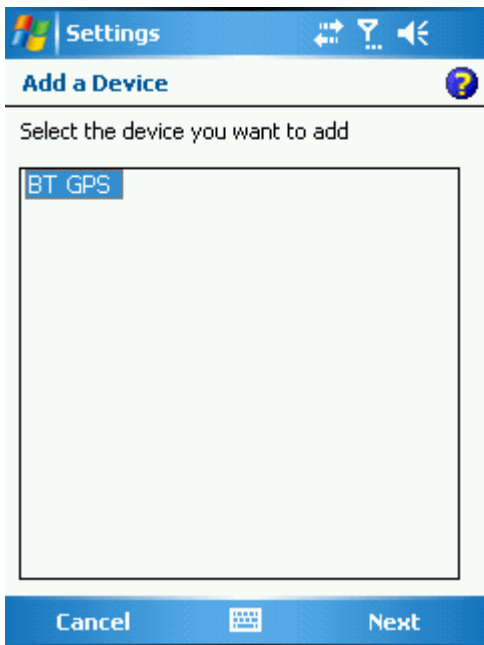 Settings
Add a Device
Select the device you want to add
BT GPS
Cancel Next